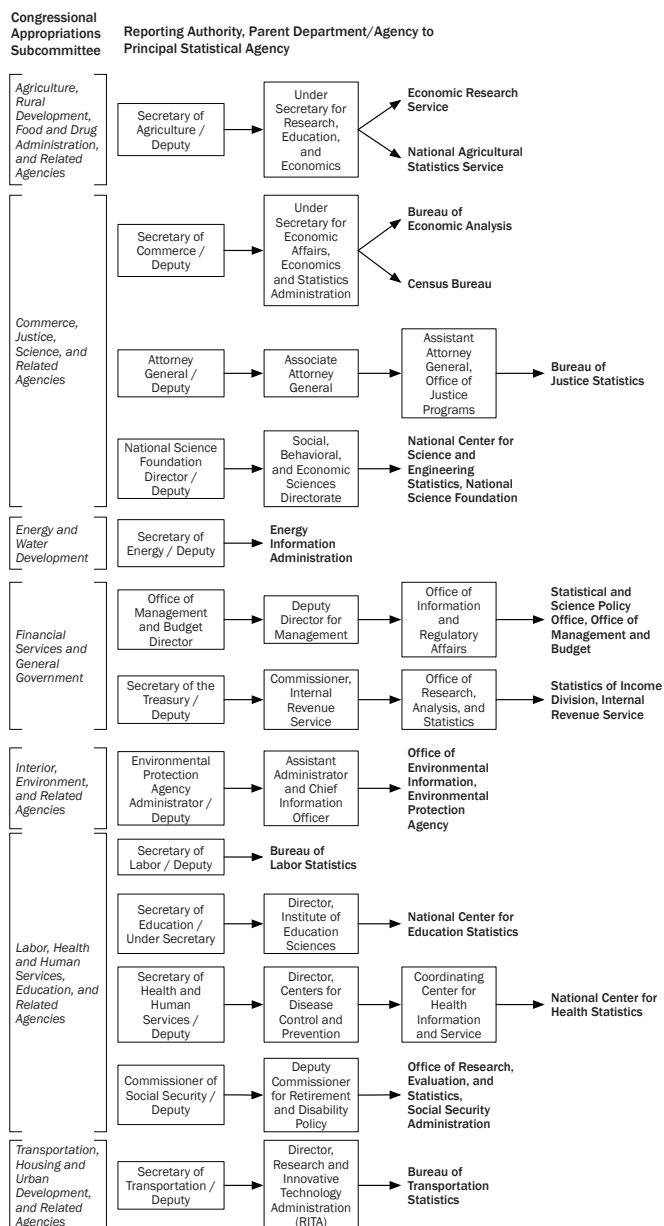 Congressional
Appropriations
Subcommittee
Reporting Authority, Parent Department/Agency to
Principal Statistical Agency
Agriculture,
Rural
Development,
Food and Drug
Administration,
and Related
Agencies
Secretary of
Agriculture /
Deputy
Under
Secretary for
Research,
Education,
and
Economics
Economic Research
Service
National Agricultural
Statistics Service
Commerce,
Justice,
Science, and
Related
Agencies
Secretary of
Commerce /
Deputy
Under
Secretary for
Economic
Affairs,
Economics
and Statistics
Administration
Bureau of
Economic Analysis
Census Bureau
Attorney
General /
Deputy
Associate
Attorney
General
Assistant
Attorney
General,
Office of
Justice
Programs
Bureau of
Justice Statistics
National Science
Foundation
Director /
Deputy
Social,
Behavioral,
and Economic
Sciences
Directorate
National Center for
Science and
Engineering
Statistics, National
Science Foundation
Energy and
Water
Development
Secretary of
Energy / Deputy
Energy
Information
Administration
Financial
Services and
General
Government
Office of
Management
and Budget
Director
Deputy
Director for
Management
Office of
Information
and
Regulatory
Affairs
Statistical and
Science Policy
Office, Office of
Management and
Budget
Secretary of the
Treasury /
Deputy
Commissioner,
Internal
Revenue
Service
Office of
Research,
Analysis, and
Statistics
Statistics of Income
Division, Internal
Revenue Service
Interior,
Environment,
and Related
Agencies
Environmental
Protection
Agency
Administrator /
Deputy
Assistant
Administrator
and Chief
Information
Officer
Office of
Environmental
Information,
Environmental
Protection
Agency
Labor, Health
and Human
Services,
Education, and
Related
Agencies
Secretary of
Labor / Deputy
Bureau of
Labor Statistics
Secretary of
Education /
Under Secretary
Director,
Institute of
Education
Sciences
National Center for
Education Statistics
Secretary of
Health and
Human
Services /
Deputy
Director,
Centers for
Disease
Control and
Prevention
Coordinating
Center for
Health
Information
and Service
National Center for
Health Statistics
Commissioner of
Social Security /
Deputy
Deputy
Commissioner
for Retirement
and Disability
Policy
Office of Research,
Evaluation, and
Statistics,
Social Security
Administration
Transportation,
Housing and
Urban
Development,
and Related
Agencies
Secretary of
Transportation /
Deputy
Director,
Research and
Innovative
Technology
Administration
(RITA)
Bureau of
Transportation
Statistics